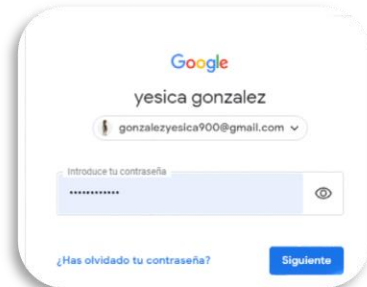 Google
yesica gonzalez
gonzalezyesica900@gmail.com
Introduce tu contraseña
••••••••••••
¿Has olvidado tu contraseña?
Siguiente